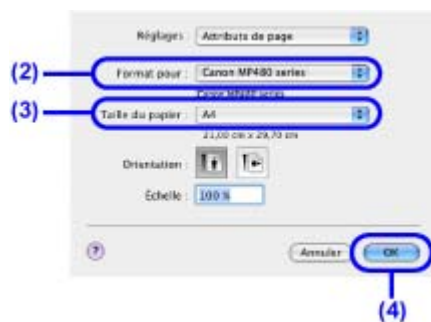 Réglages : Attributs de page
(2) Format pour : Canon MP480 series
Canon MP480 series
(3) Taille du papier : A4
21,00 cm x 29,70 cm
Orientation :
Echelle : 100 %
? Annuler OK
(4)